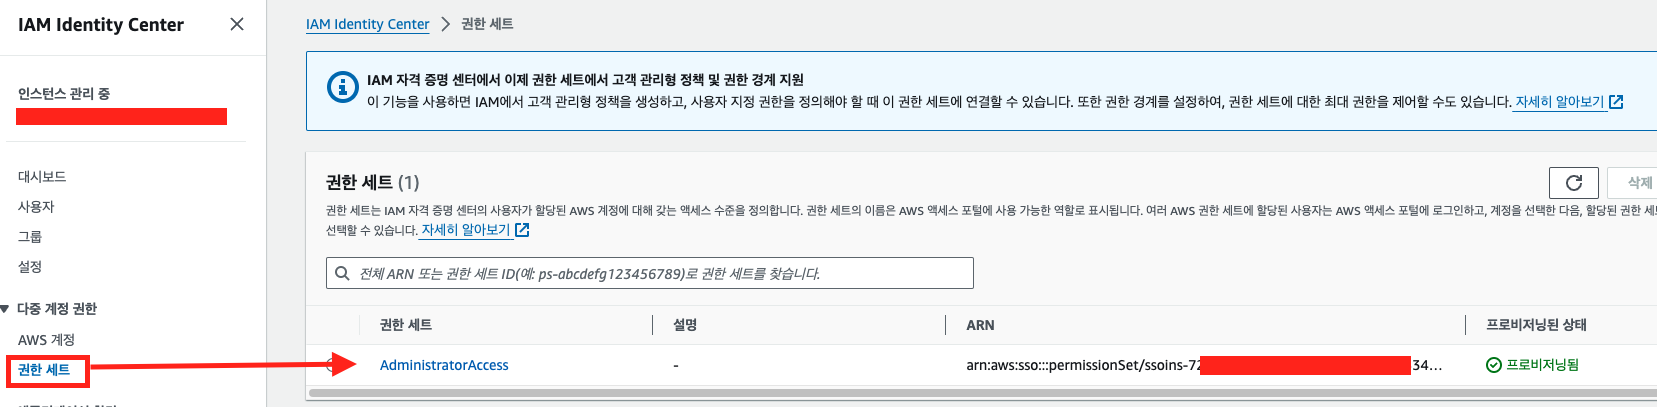 IAM Identity Center
인스턴스 관리 중
대시보드
사용자
그룹
설정
다중 계정 권한
AWS 계정
권한 세트
IAM Identity Center > 권한 세트
IAM 자격 증명 센터에서 이제 권한 세트에서 고객 관리형 정책 및 권한 경계 지원
이 기능을 사용하면 IAM에서 고객 관리형 정책을 생성하고, 사용자 지정 권한을 정의해야 할 때 이 권한 세트에 연결할 수 있습니다. 또한 권한 경계를 설정하여, 권한 세트에 대한 최대 권한을 제어할 수도 있습니다. 자세히 알아보기
권한 세트 (1)
삭제
권한 세트는 IAM 자격 증명 센터의 사용자가 할당된 AWS 계정에 대해 갖는 액세스 수준을 정의합니다. 권한 세트의 이름은 AWS 액세스 포털에 사용 가능한 역할로 표시됩니다. 여러 AWS 권한 세트에 할당된 사용자는 AWS 액세스 포털에 로그인하고, 계정을 선택한 다음, 할당된 권한 세트
선택할 수 있습니다. 자세히 알아보기
전체 ARN 또는 권한 세트 ID(예: ps-abcdefg123456789)로 권한 세트를 찾습니다.
권한 세트 설명 ARN 프로비저닝된 상태
AdministratorAccess - arn:aws:sso:::permissionSet/ssoins-72 34... 프로비저닝됨